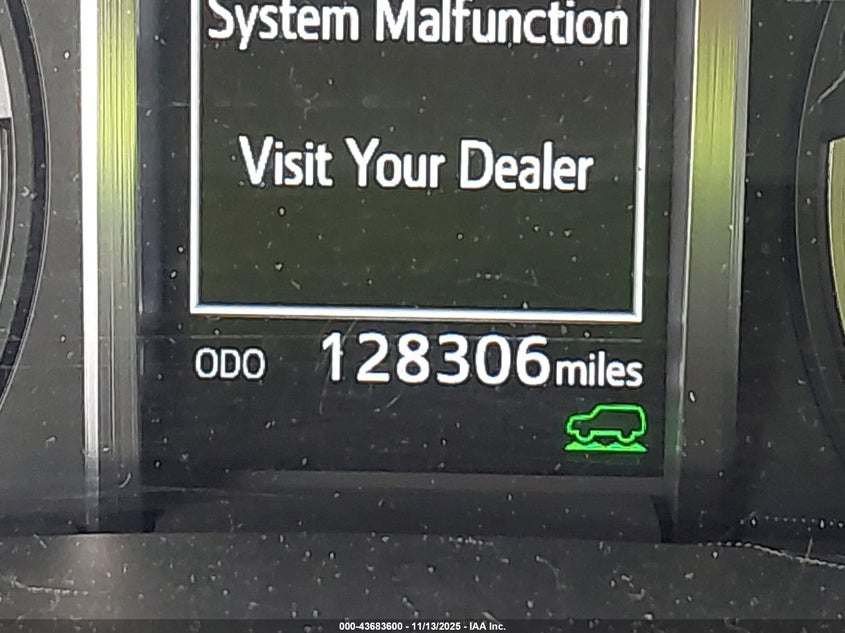 System Malfunction
Visit Your Dealer
ODO 128306 miles
000-43683600 - 11/13/2025 - IAA Inc.